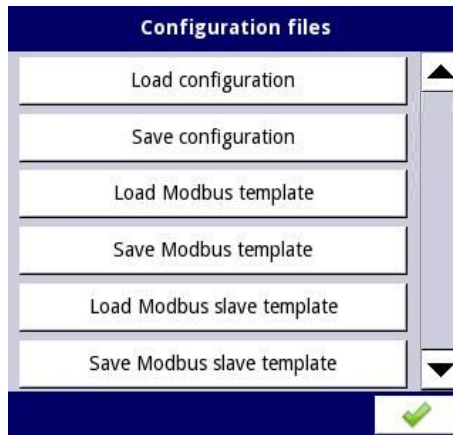 Configuration files
Load configuration
Save configuration
Load Modbus template
Save Modbus template
Load Modbus slave template
Save Modbus slave template